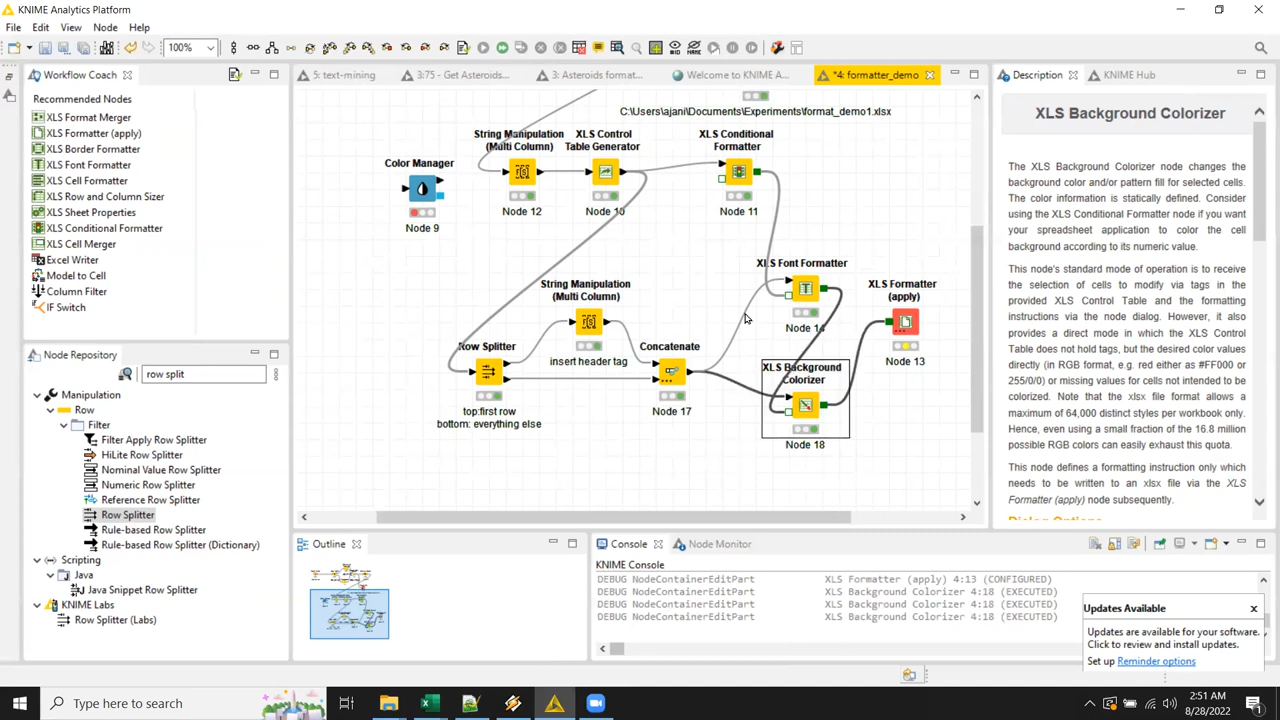 KNIME Analytics Platform
File Edit View Node Help
100%
Workflow Coach
Recommended Nodes
XLS Format Merger
XLS Formatter (apply)
XLS Border Formatter
XLS Font Formatter
XLS Cell Formatter
XLS Row and Column Sizer
XLS Sheet Properties
XLS Conditional Formatter
XLS Cell Merger
Excel Writer
Model to Cell
Column Filter
IF Switch
Node Repository
row split
Manipulation
Row
Filter
Filter Apply Row Splitter
HiLite Row Splitter
Nominal Value Row Splitter
Numeric Row Splitter
Reference Row Splitter
Row Splitter
Rule-based Row Splitter
Rule-based Row Splitter (Dictionary)
Scripting
Java
Java Snippet Row Splitter
KNIME Labs
Row Splitter (Labs)
5: text-mining
3:75 - Get Asteroids...
3: Asteroids format...
Welcome to KNIME A...
*4: formatter_demo
C:\Users\ajani\Documents\Experiments\format_demo1.xlsx
Color Manager
Node 9
String Manipulation
(Multi Column)
Node 12
XLS Control
Table Generator
Node 10
XLS Conditional
Formatter
Node 11
XLS Font Formatter
Node 14
XLS Formatter
(apply)
Node 13
String Manipulation
(Multi Column)
insert header tag
Row Splitter
top:first row
bottom: everything else
Concatenate
Node 17
XLS Background
Colorizer
Node 18
Outline
Console
Node Monitor
KNIME Console
DEBUG NodeContainerEditPart XLS Formatter (apply) 4:13 (CONFIGURED)
DEBUG NodeContainerEditPart XLS Background Colorizer 4:18 (EXECUTED)
DEBUG NodeContainerEditPart XLS Background Colorizer 4:18 (EXECUTED)
DEBUG NodeContainerEditPart XLS Background Colorizer 4:18 (EXECUTED)
Description
KNIME Hub
XLS Background Colorizer
The XLS Background Colorizer node changes the
background color and/or pattern fill for selected cells.
The color information is statically defined. Consider
using the XLS Conditional Formatter node if you want
your spreadsheet application to color the cell
background according to its numeric value.
This node's standard mode of operation is to receive
the selection of cells to modify via tags in the
provided XLS Control Table and the formatting
instructions via the node dialog. However, it also
provides a direct mode in which the XLS Control
Table does not hold tags, but the desired color values
directly (in RGB format, e.g. red either as #FF000 or
255/0/0) or missing values for cells not intended to be
colorized. Note that the xlsx file format allows a
maximum of 64,000 distinct styles per workbook only.
Hence, even using a small fraction of the 16.8 million
possible RGB colors can easily exhaust this quota.
This node defines a formatting instruction only which
needs to be written to an xlsx file via the XLS
Formatter (apply) node subsequently.
Dialog Options
Updates Available
Updates are available for your software.
Click to review and install updates.
Set up Reminder options
Type here to search
2:51 AM
8/28/2022